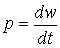 p = dw/dt